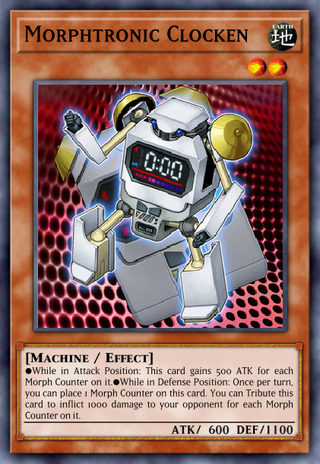 Morphtronic Clocken
EARTH
地
0:00
[Machine / Effect]
●While in Attack Position: This card gains 500 ATK for each
Morph Counter on it.●While in Defense Position: Once per turn,
you can place 1 Morph Counter on this card. You can Tribute this
card to inflict 1000 damage to your opponent for each Morph
Counter on it.
ATK/ 600 DEF/1100